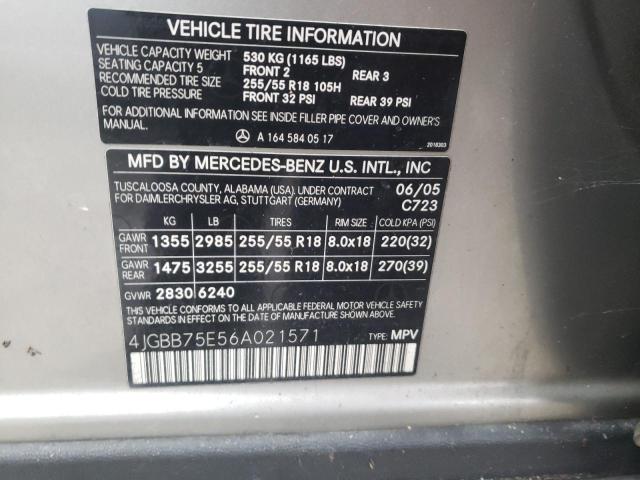 VEHICLE TIRE INFORMATION
VEHICLE CAPACITY WEIGHT 530 KG (1165 LBS)
SEATING CAPACITY 5 FRONT 2 REAR 3
RECOMMENDED TIRE SIZE 255/55 R18 105H
COLD TIRE PRESSURE FRONT 32 PSI REAR 39 PSI
FOR ADDITIONAL INFORMATION SEE INSIDE FILLER PIPE COVER AND OWNER'S
MANUAL.
A 164 584 05 17
2018303
MFD BY MERCEDES-BENZ U.S. INTL., INC
TUSCALOOSA COUNTY, ALABAMA (USA). UNDER CONTRACT 06/05
FOR DAIMLERCHRYSLER AG, STUTTGART (GERMANY) C723
KG LB TIRES RIM SIZE COLD KPA (PSI)
GAWR FRONT 1355 2985 255/55 R18 8.0x18 220(32)
GAWR REAR 1475 3255 255/55 R18 8.0x18 270(39)
GVWR 2830 6240
THIS VEHICLE CONFORMS TO ALL APPLICABLE FEDERAL MOTOR VEHICLE SAFETY
BUMPER, AND THEFT PREVENTION STANDARDS IN EFFECT ON THE DATE OF
MANUFACTURE SHOWN ABOVE.
4JGBB75E56A021571 TYPE: MPV